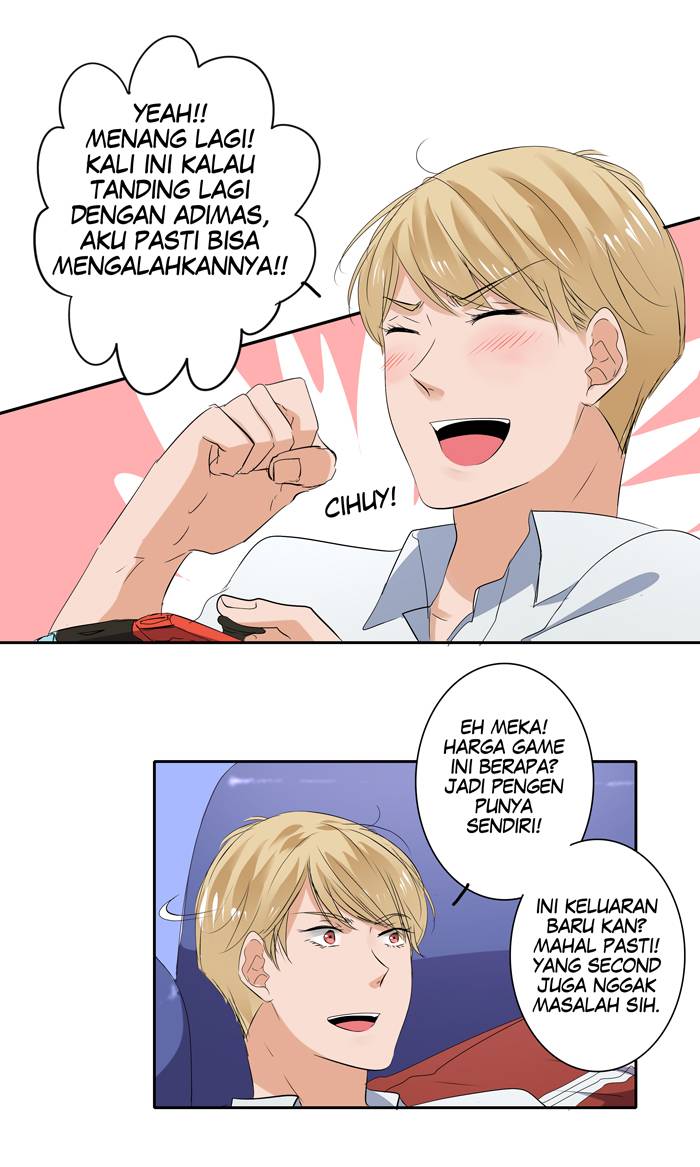 YEAH!!
MENANG LAGI!
KALI INI KALAU
TANDING LAGI
DENGAN ADIMAS,
AKU PASTI BISA
MENGALAHKANNYA!!
CIHUY!
EH MEKA!
HARGA GAME
INI BERAPA?
JADI PENGEN
PUNYA
SENDIRI!
INI KELUARAN
BARU KAN?
MAHAL PASTI!
YANG SECOND
JUGA NGGAK
MASALAH SIH.